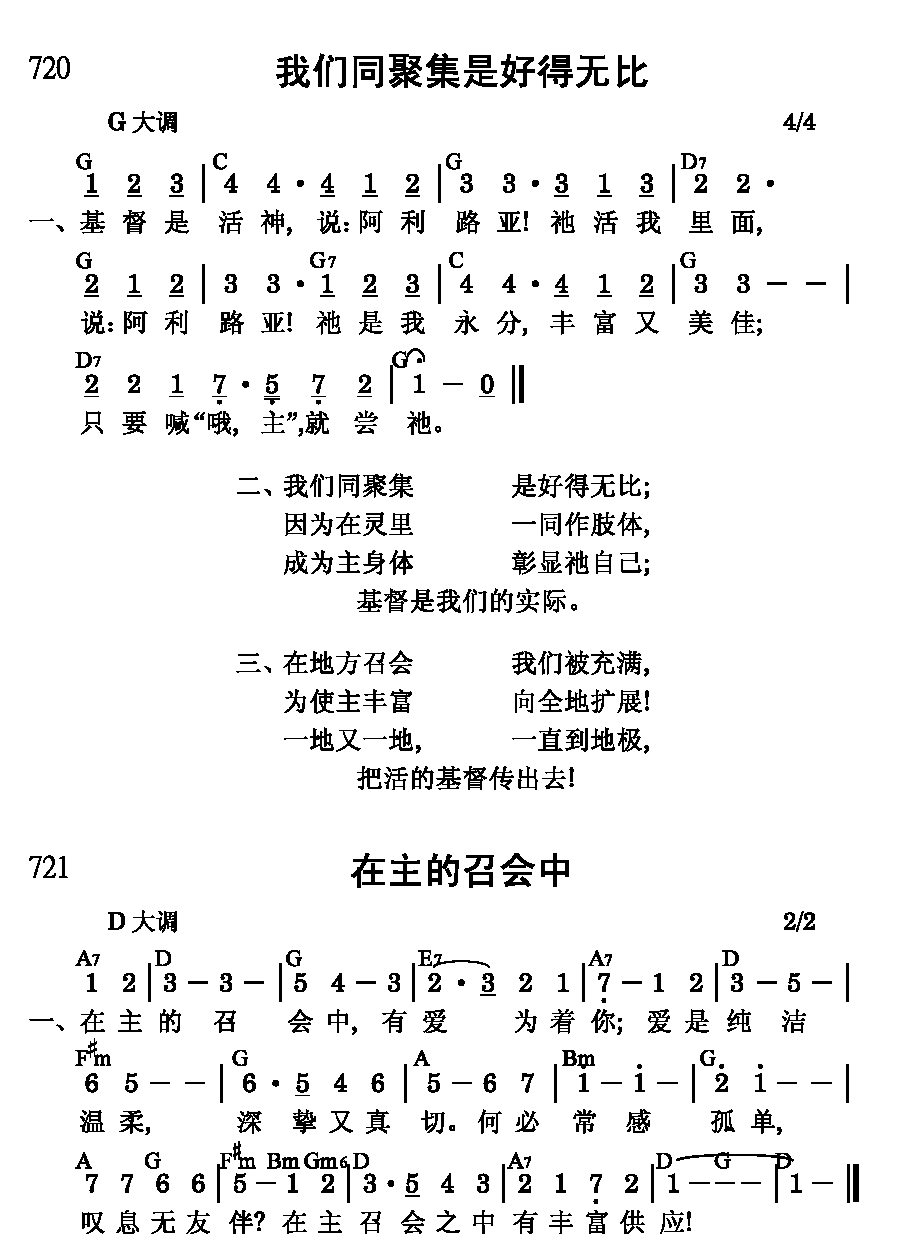 720 我们同聚集是好得无比
G 大调 4/4
G C G D7
1 2 3 | 4 4 · 4 1 2 | 3 3 · 3 1 3 | 2 2 ·
一、基 督 是 活 神, 说: 阿 利 路 亚! 祂 活 我 里 面,
G G7 C G
2 1 2 | 3 3 · 1 2 3 | 4 4 · 4 1 2 | 3 3 － － |
说: 阿 利 路 亚! 祂 是 我 永 分, 丰 富 又 美 佳;
D7 G
2 2 1 7 · 5 7 2 | 1 － 0 ‖
只 要 喊“哦, 主”,就 尝 祂。
二、我们同聚集 是好得无比;
因为在灵里 一同作肢体,
成为主身体 彰显祂自己;
基督是我们的实际。
三、在地方召会 我们被充满,
为使主丰富 向全地扩展!
一地又一地, 一直到地极,
把活的基督传出去!
721 在主的召会中
D 大调 2/2
A7 D G E7 A7 D
1 2 | 3 － 3 － | 5 4 － 3 | 2 · 3 2 1 | 7 － 1 2 | 3 － 5 － |
一、在 主 的 召 会 中, 有 爱 为 着 你; 爱 是 纯 洁
F♯m G A Bm G
6 5 － － | 6 · 5 4 6 | 5 － 6 7 | 1 － 1 － | 2 1 － － |
温 柔, 深 挚 又 真 切。何 必 常 感 孤 单,
A G F♯m Bm Gm6 D A7 D G D
7 7 6 6 | 5 － 1 2 | 3 · 5 4 3 | 2 1 7 2 | 1 － － － | 1 － ‖
叹 息 无 友 伴? 在 主 召 会 之 中 有 丰 富 供 应!